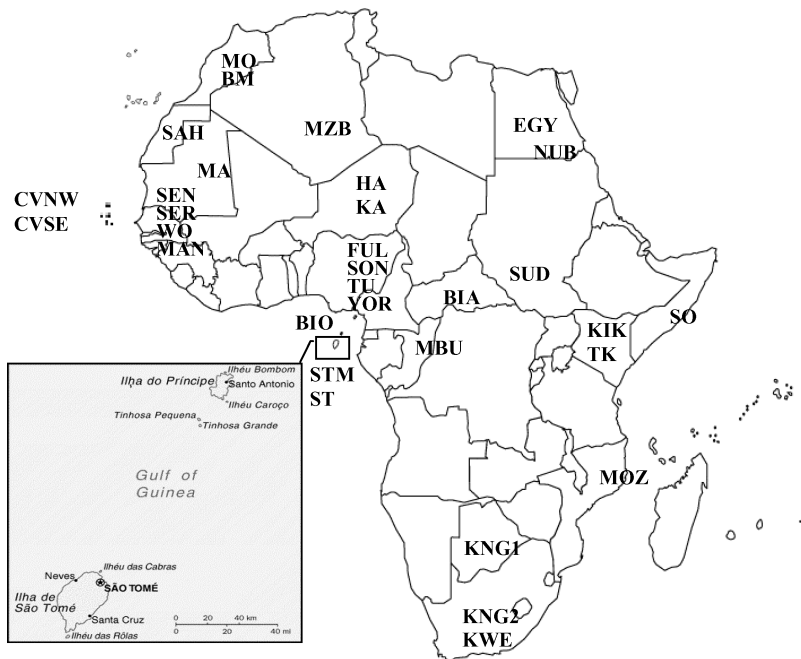 MO
BM
SAH
MZB
EGY
NUB
MA
HA
KA
CVNW
CVSE
SEN
SER
WO
MAN
FUL
SON
TU
YOR
SUD
BIA
SO
BIO
MBU
KIK
TK
STM
ST
MOZ
KNG1
KNG2
KWE
Ilhéu Bombom
Ilha do Príncipe
Santo Antonio
Ilhéu Caroço
Tinhosa Pequena
Tinhosa Grande
Gulf of
Guinea
Ilhéu das Cabras
Neves
SÃO TOMÉ
Ilha de
São Tomé
Santa Cruz
Ilhéu das Rôlas
0 20 40 km
0 20 40 mi